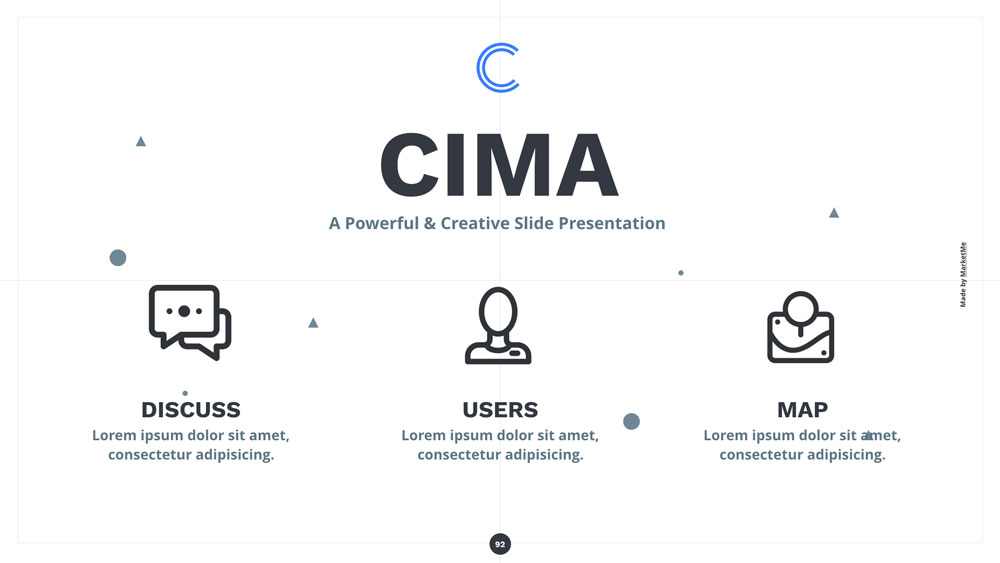 C
CIMA
A Powerful & Creative Slide Presentation
Made by MarketMe
DISCUSS
Lorem ipsum dolor sit amet,
consectetur adipisicing.
USERS
Lorem ipsum dolor sit amet,
consectetur adipisicing.
MAP
Lorem ipsum dolor sit amet,
consectetur adipisicing.
92